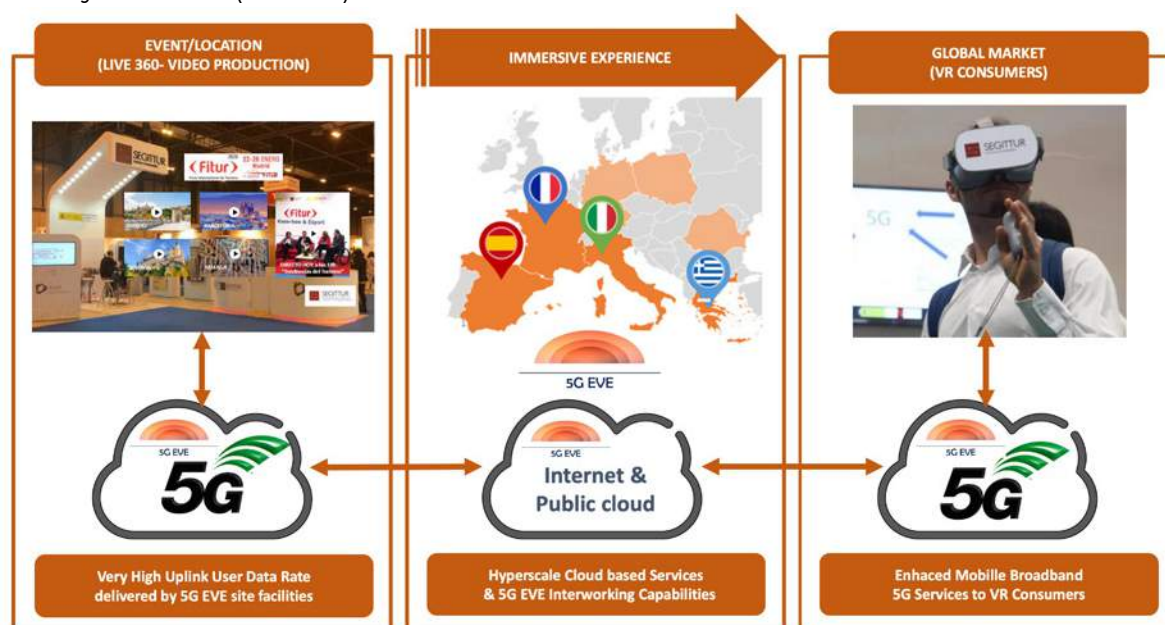 EVENT/LOCATION
(LIVE 360- VIDEO PRODUCTION)
IMMERSIVE EXPERIENCE
GLOBAL MARKET
(VR CONSUMERS)
SEGITTUR
Fitur
Fitur
SEGITTUR
SEGITTUR
5G
5G EVE
5G EVE
5G
5G EVE
Internet &
Public cloud
5G EVE
5G
Very High Uplink User Data Rate
delivered by 5G EVE site facilities
Hyperscale Cloud based Services
& 5G EVE Interworking Capabilities
Enhaced Mobille Broadband
5G Services to VR Consumers